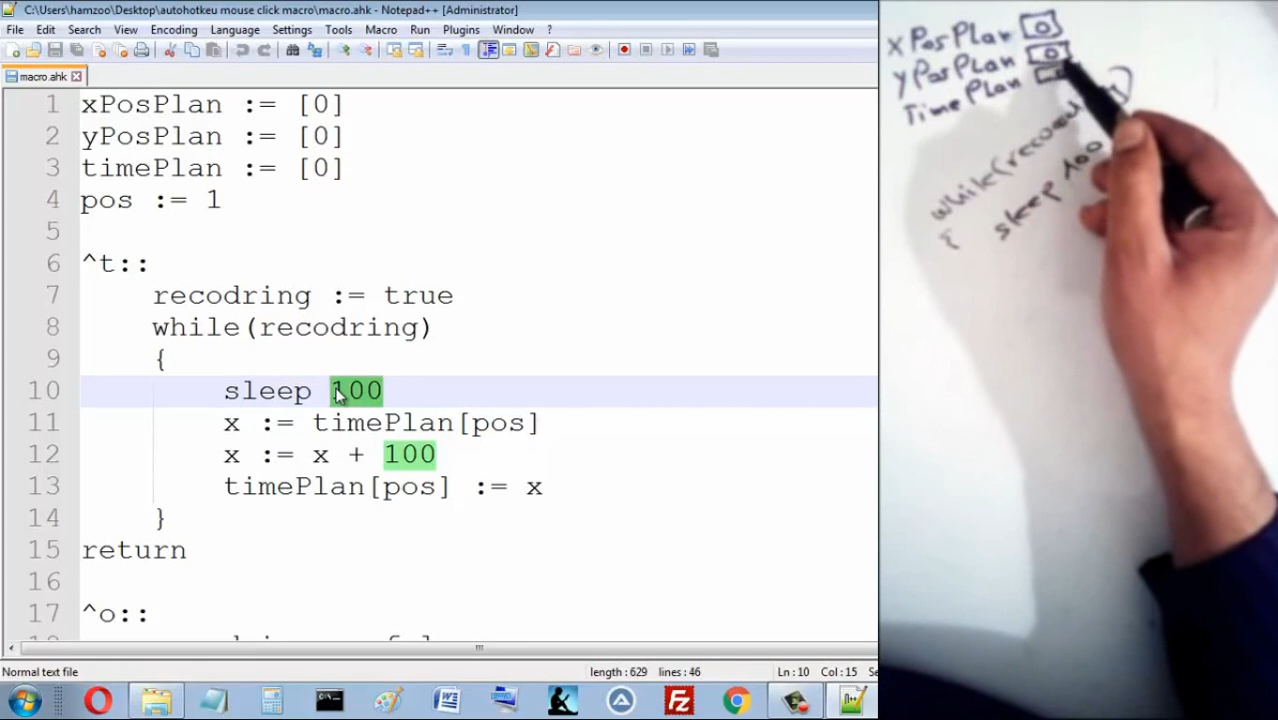 C:\Users\hamzoo\Desktop\autohotkeu mouse click macro\macro.ahk - Notepad++ [Administrator]
File Edit Search View Encoding Language Settings Tools Macro Run Plugins Window ?
macro.ahk
1 xPosPlan := [0]
2 yPosPlan := [0]
3 timePlan := [0]
4 pos := 1
5
6 ^t::
7 recodring := true
8 while(recodring)
9 {
10 sleep 100
11 x := timePlan[pos]
12 x := x + 100
13 timePlan[pos] := x
14 }
15 return
16
17 ^o::
Normal text file length : 629 lines : 46 Ln : 10 Col : 15
xPosPlan 0
yPosPlan 0
TimePlan
while(
{ sleep 100